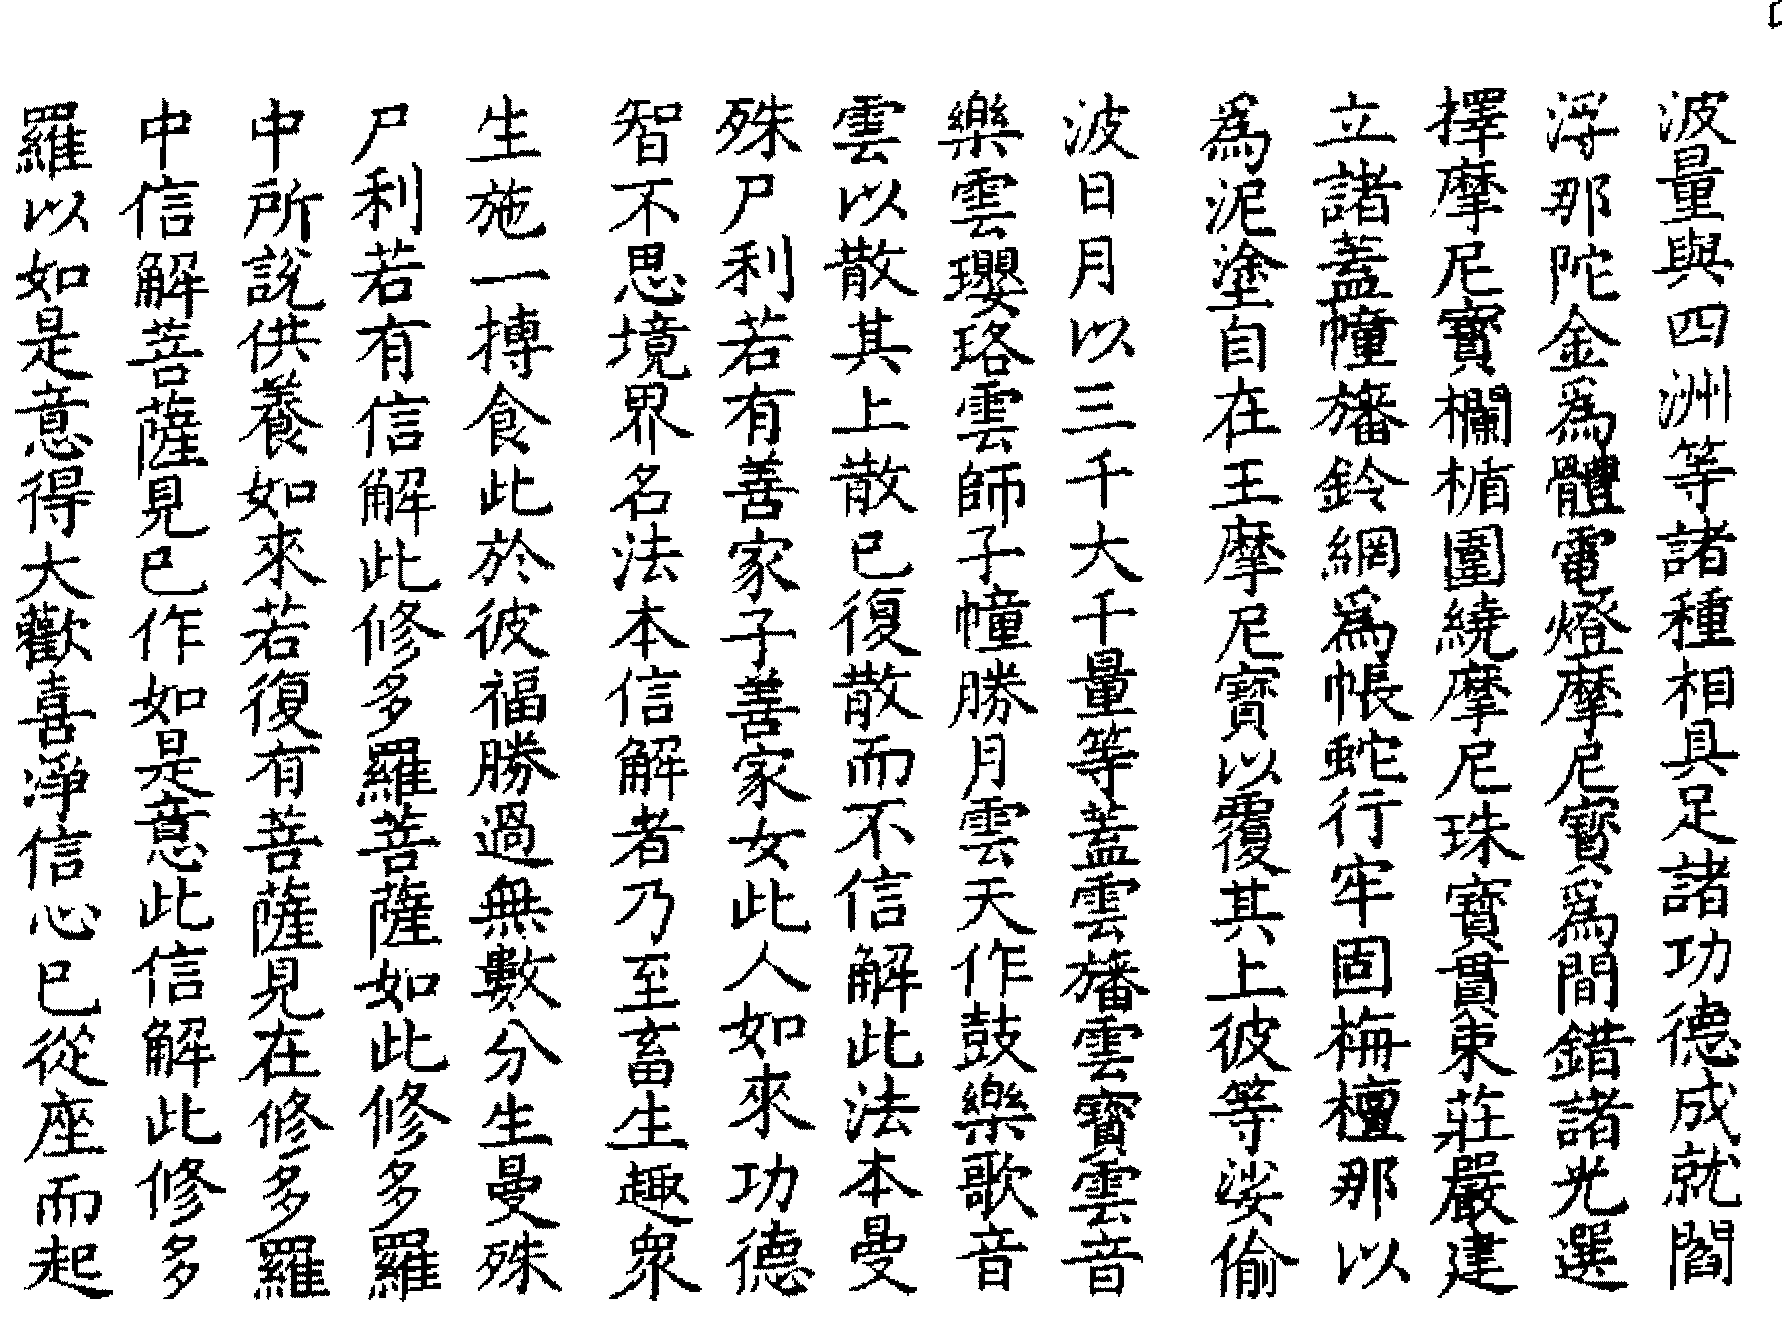 波量與四洲等諸種相具足諸功德成就閻
浮那陀金為體電燈摩尼寶為間錯諸光選
擇摩尼寶欄楯圍繞摩尼珠寶貫束莊嚴建
立諸蓋幢旛鈴網為帳蛇行牢固栴檀那以
為泥塗自在王摩尼寶以覆其上彼等娑偷
波日月以三千大千量等蓋雲旛雲寶雲音
樂雲瓔珞雲師子幢勝月雲天作鼓樂歌音
雲以散其上散已復散而不信解此法本曼
殊尸利若有善家子善家女此人如來功德
智不思境界名法本信解者乃至畜生趣眾
生施一摶食此於彼福勝過無數分生曼殊
尸利若有信解此修多羅菩薩如此修多羅
中所說供養如來若復有菩薩見在修多羅
中信解菩薩見已作如是意此信解此修多
羅以如是意得大歡喜淨信心已從座而起